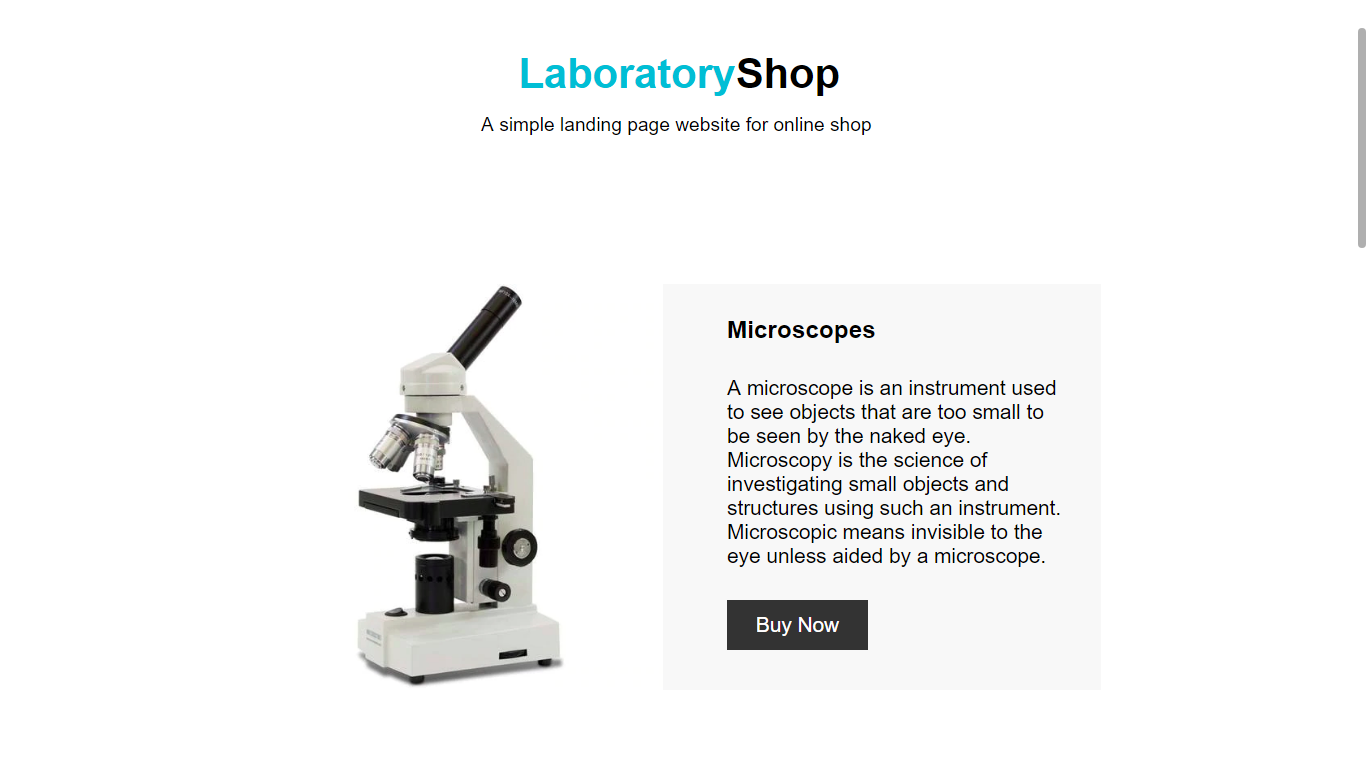 LaboratoryShop
A simple landing page website for online shop
Microscopes
A microscope is an instrument used
to see objects that are too small to
be seen by the naked eye.
Microscopy is the science of
investigating small objects and
structures using such an instrument.
Microscopic means invisible to the
eye unless aided by a microscope.
Buy Now